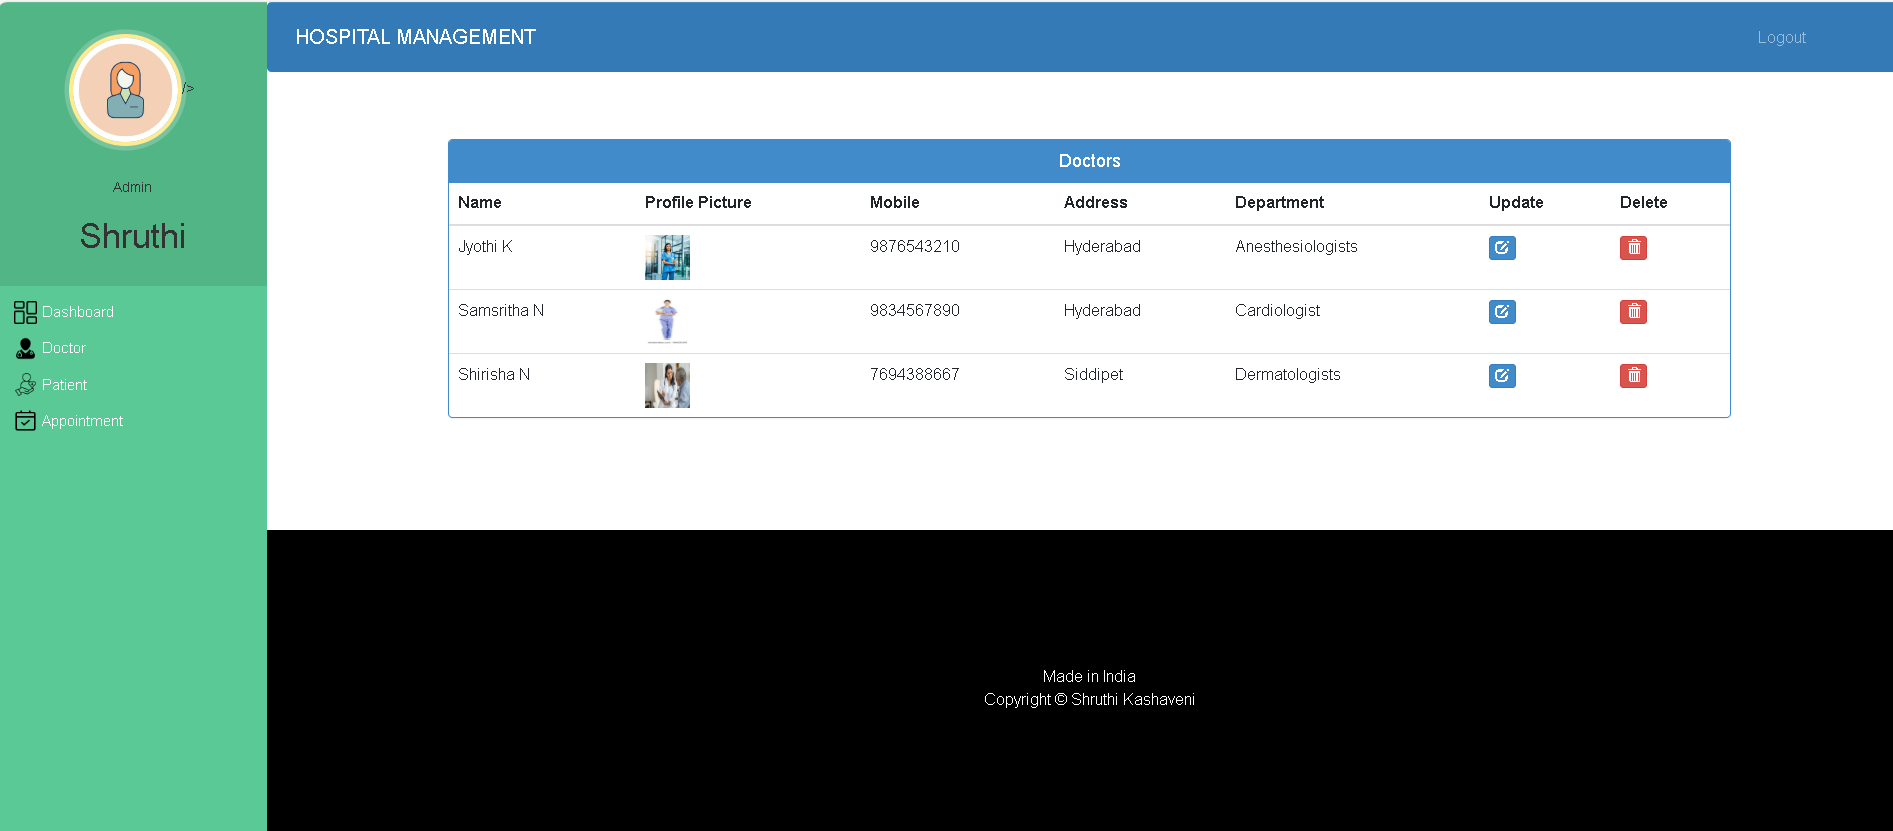 HOSPITAL MANAGEMENT
Logout
/>
Admin
Shruthi
Dashboard
Doctor
Patient
Appointment
Doctors
Name Profile Picture Mobile Address Department Update Delete
Jyothi K 9876543210 Hyderabad Anesthesiologists
Samsritha N 9834567890 Hyderabad Cardiologist
Shirisha N 7694388667 Siddipet Dermatologists
Made in India
Copyright © Shruthi Kashaveni